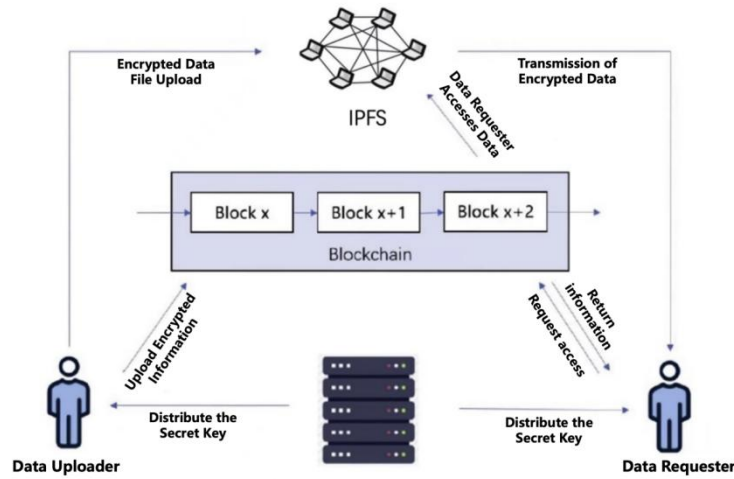 Encrypted Data
File Upload
IPFS
Transmission of
Encrypted Data
Data Requester
Accesses Data
Block x
Block x+1
Block x+2
Blockchain
Upload Encrypted
Information
Return
information
Request access
Distribute the
Secret Key
Distribute the
Secret Key
Data Uploader
Data Requester